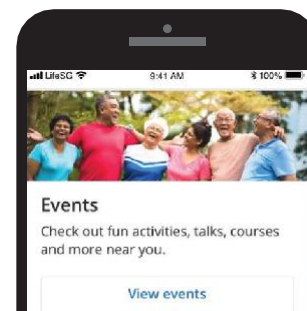 LifeSG 9:41 AM 100%
Events
Check out fun activities, talks, courses
and more near you.
View events